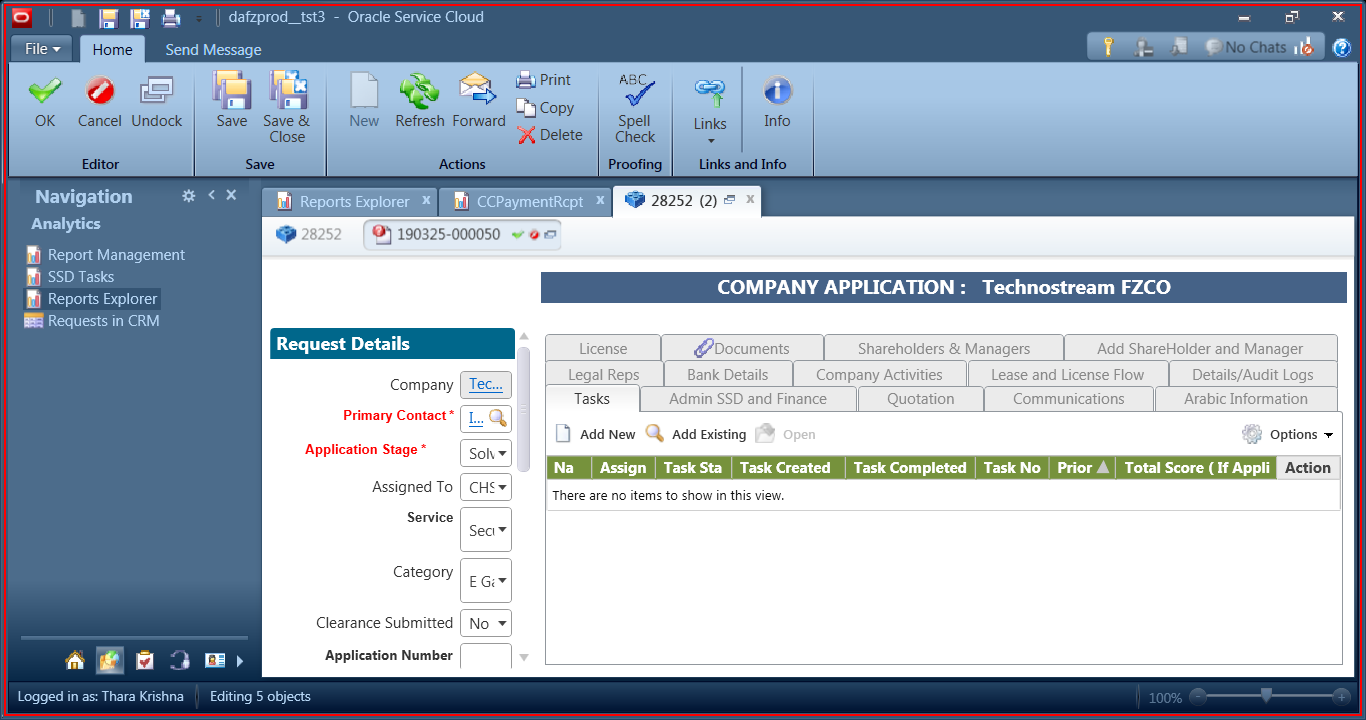 dafzprod__tst3 - Oracle Service Cloud
File Home Send Message No Chats
OK Cancel Undock Save Save & Close New Refresh Forward Print Copy Delete ABC Spell Check Links Info
Editor Save Actions Proofing Links and Info
Navigation
Analytics
Report Management
SSD Tasks
Reports Explorer
Requests in CRM
Reports Explorer x CCPaymentRcpt x 28252 (2) x
28252 190325-000050
COMPANY APPLICATION : Technostream FZCO
Request Details
Company Tec...
Primary Contact * I...
Application Stage * Solv
Assigned To CHS
Service Secu
Category E Ga
Clearance Submitted No
Application Number
License Documents Shareholders & Managers Add ShareHolder and Manager
Legal Reps Bank Details Company Activities Lease and License Flow Details/Audit Logs
Tasks Admin SSD and Finance Quotation Communications Arabic Information
Add New Add Existing Open Options
Na Assign Task Sta Task Created Task Completed Task No Prior Total Score ( If Appli Action
There are no items to show in this view.
Logged in as: Thara Krishna Editing 5 objects 100%